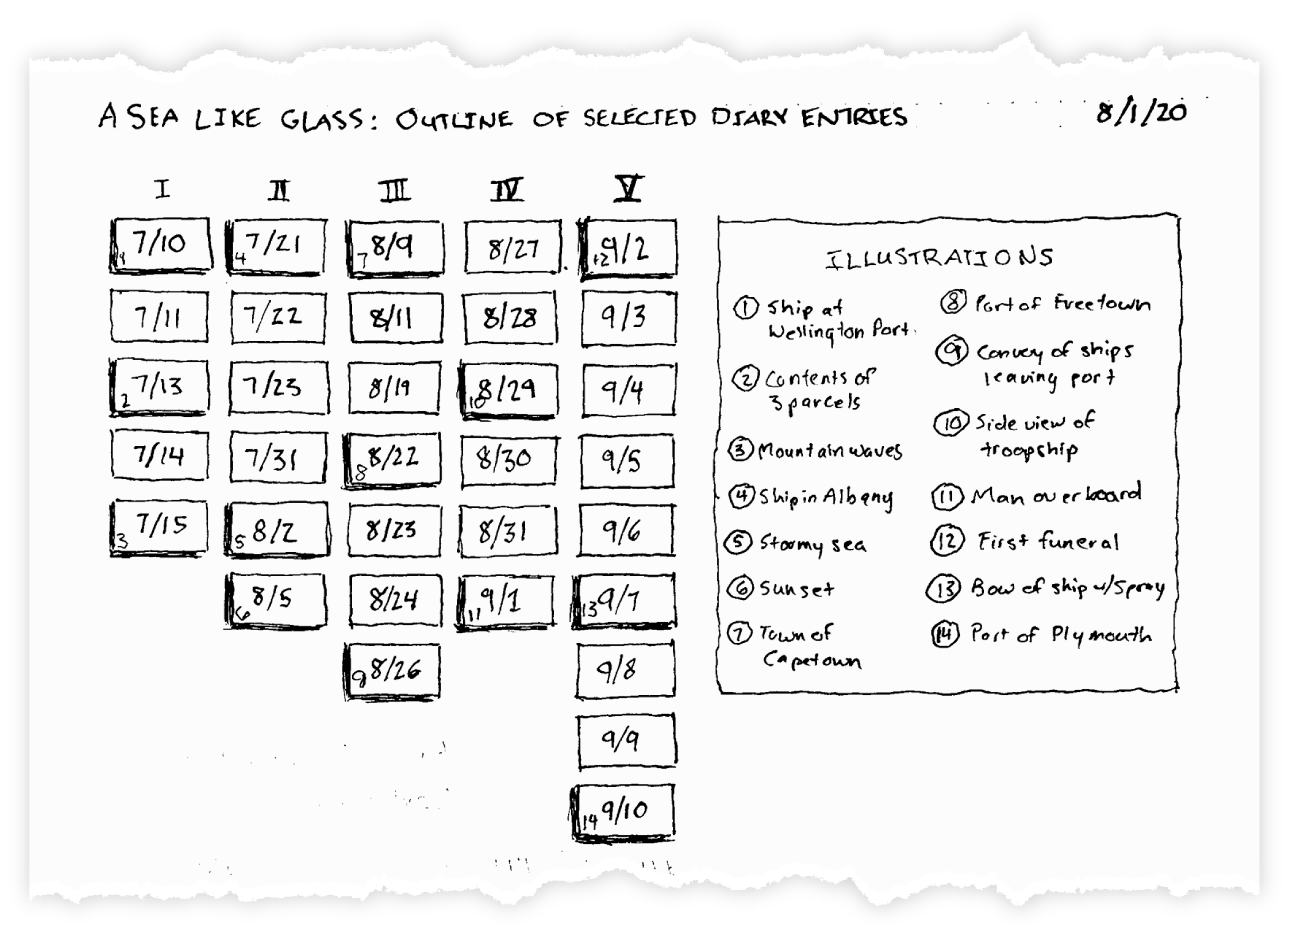 A SEA LIKE GLASS: OUTLINE OF SELECTED DIARY ENTRIES 8/1/20
I II III IV V
1 7/10
7/11
2 7/13
7/14
3 7/15
4 7/21
7/22
7/23
7/31
5 8/2
6 8/5
7 8/9
8/11
8/19
8 8/22
8/23
8/24
9 8/26
8/27
8/28
10 8/29
8/30
8/31
11 9/1
12 9/2
9/3
9/4
9/5
9/6
13 9/7
9/8
9/9
14 9/10
ILLUSTRATIONS
1 Ship at
Wellington Port.
2 Contents of
3 parcels
3 Mountain waves
4 Ship in Albany
5 Stormy sea
6 Sunset
7 Town of
Capetown
8 Port of Freetown
9 Convoy of ships
leaving port
10 Side view of
troopship
11 Man overboard
12 First funeral
13 Bow of ship w/Spray
14 Port of Plymouth